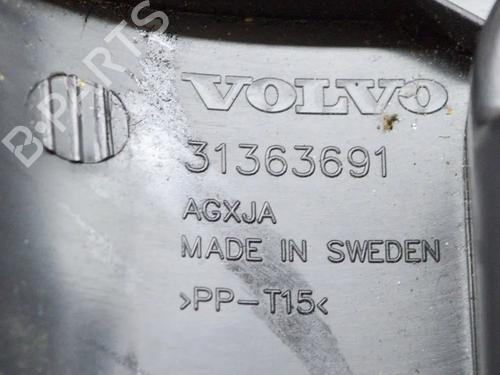 B-PARTS
VOLVO
31363691
AGXJA
MADE IN SWEDEN
>PP-T15<